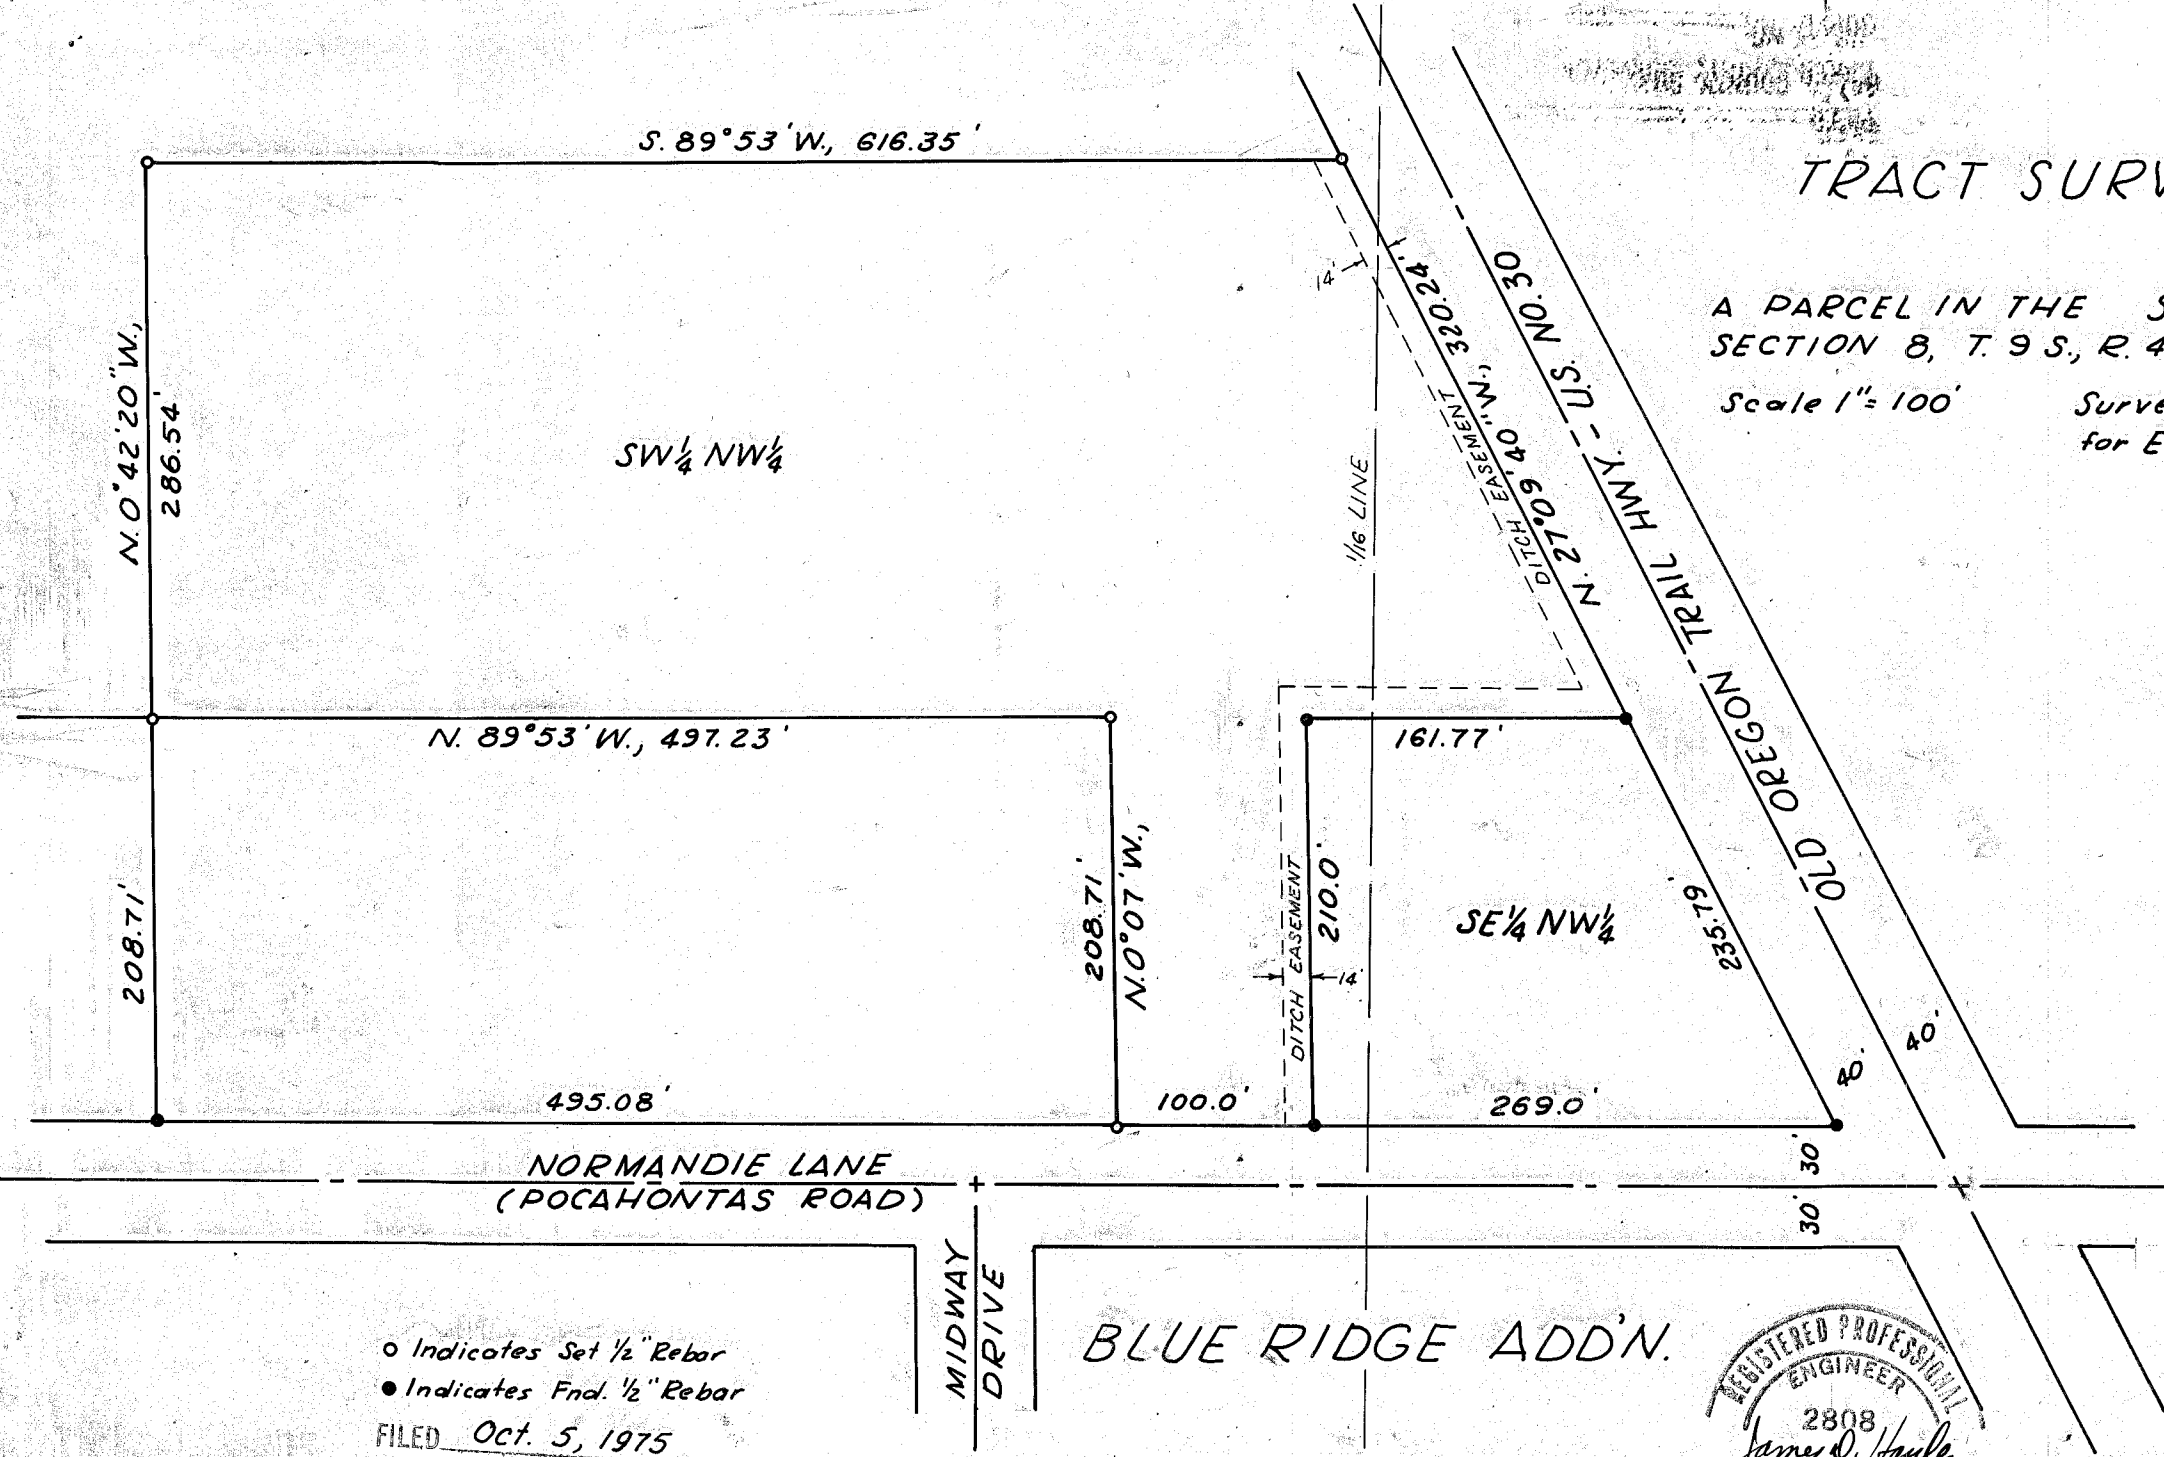 S. 89°53' W., 616.35'
TRACT SURV
A PARCEL IN THE S
SECTION 8, T. 9 S., R. 4
Scale 1"= 100' Surve
for E
N. 0°42'20" W.,
286.54'
SW¼ NW¼
1/16 LINE
14'
N. 27°09'40" W., 320.24'
DITCH EASEMENT
OLD OREGON TRAIL HWY. - U.S. NO. 30
N. 89°53' W., 497.23'
161.77'
208.71'
208.71'
N. 0°07' W.,
DITCH EASEMENT
210.0'
14'
SE¼ NW¼
235.79'
40'
40'
495.08'
100.0'
269.0'
NORMANDIE LANE
(POCAHONTAS ROAD)
30'
30'
MIDWAY
DRIVE
BLUE RIDGE ADD'N.
o Indicates Set ½" Rebar
● Indicates Fnd. ½" Rebar
FILED Oct. 5, 1975
REGISTERED PROFESSIONAL
ENGINEER
2808
James